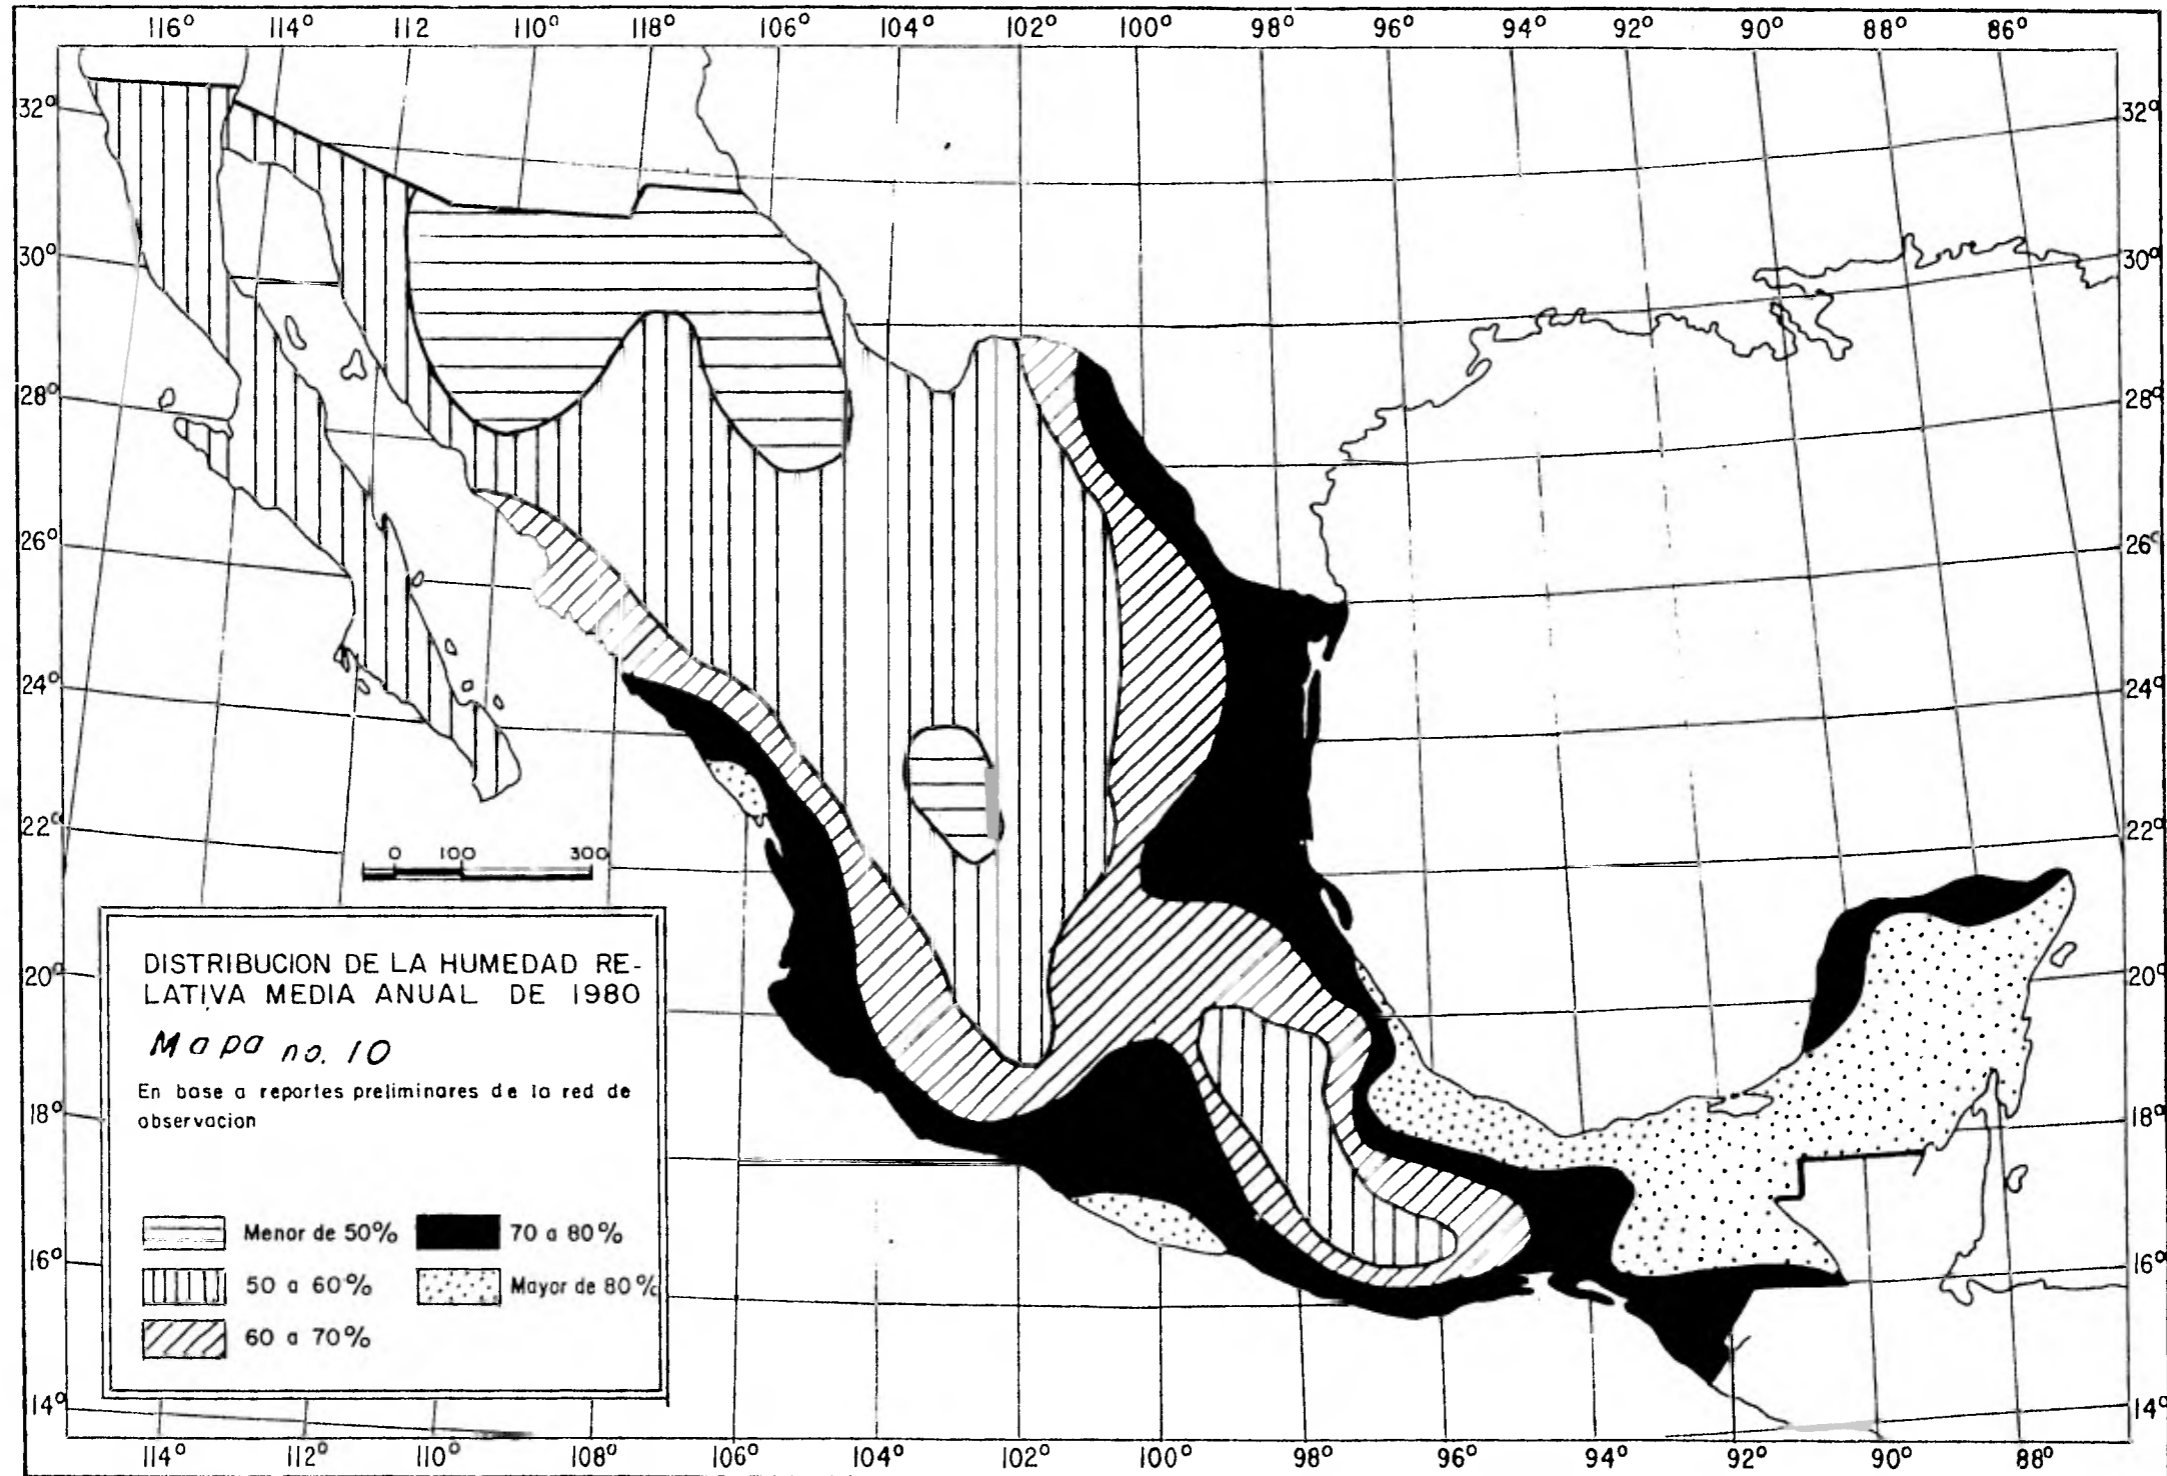 116° 114° 112 110° 118° 106° 104° 102° 100° 98° 96° 94° 92° 90° 88° 86°
32° 32°
30° 30°
28° 28°
26° 26°
24° 24°
22° 22°
0 100 300
DISTRIBUCION DE LA HUMEDAD RE-
LATIVA MEDIA ANUAL DE 1980
Mapa no. 10
En base a reportes preliminares de la red de
observacion
20° 20°
18° 18°
Menor de 50% 70 a 80%
50 a 60% Mayor de 80%
60 a 70%
16° 16°
14° 14°
114° 112° 110° 108° 106° 104° 102° 100° 98° 96° 94° 92° 90° 88°